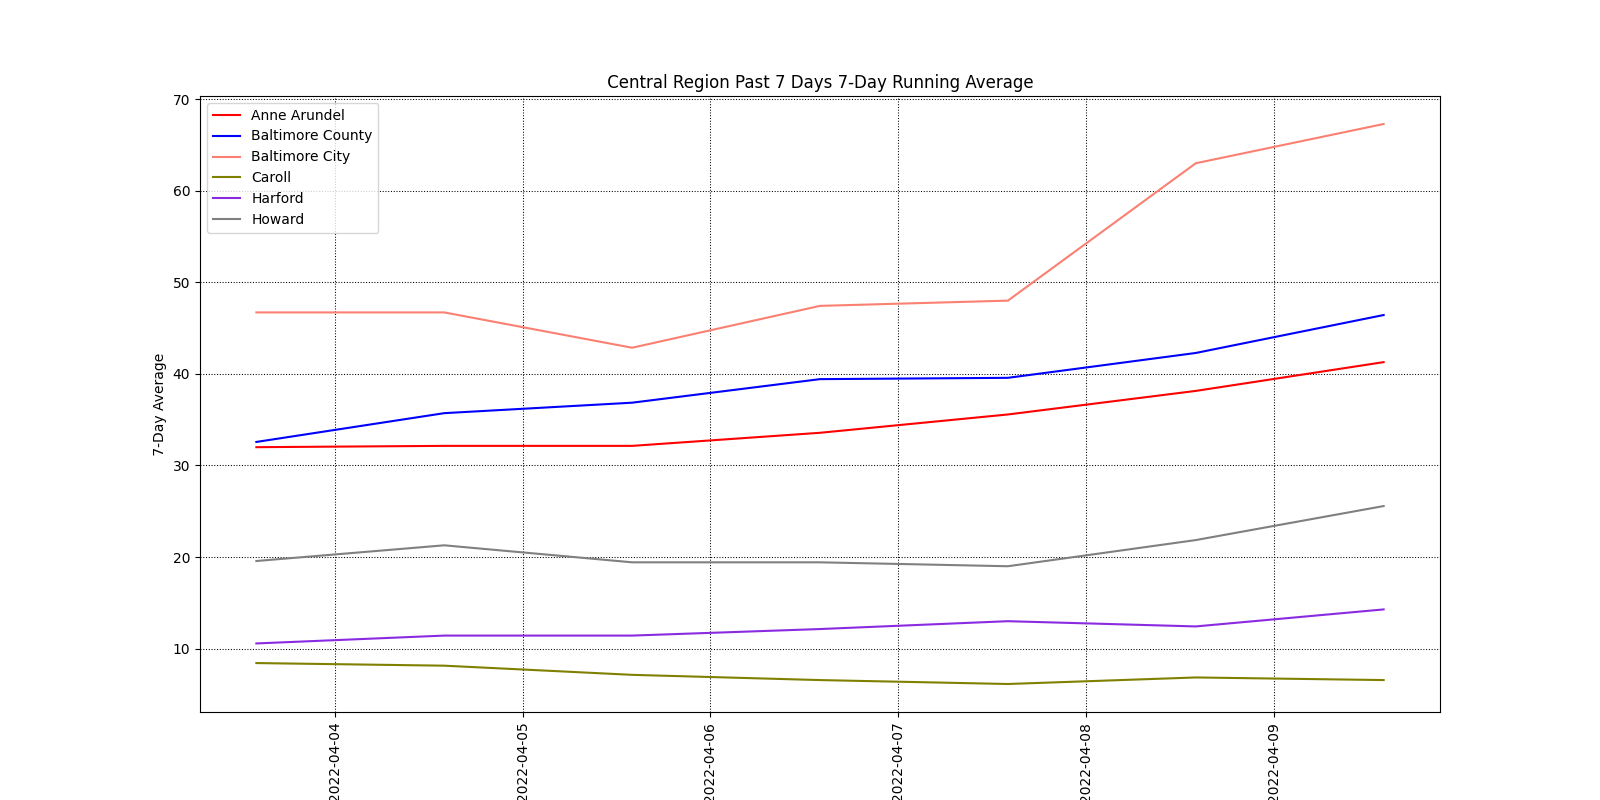 Central Region Past 7 Days 7-Day Running Average
70
60
50
40
30
20
10
7-Day Average
Anne Arundel
Baltimore County
Baltimore City
Caroll
Harford
Howard
2022-04-04
2022-04-05
2022-04-06
2022-04-07
2022-04-08
2022-04-09